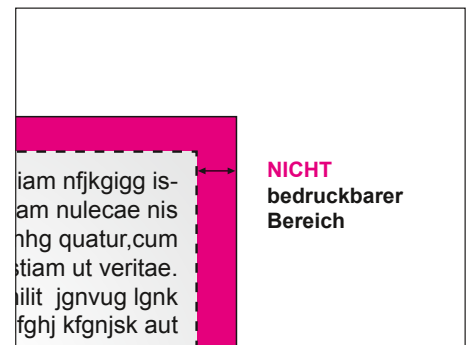 iam nfjkgigg is-
am nulecae nis
hg quatur,cum
stiam ut veritae.
ilit jgnvug lgnk
fghj kfgnjsk aut
NICHT
bedruckbarer
Bereich